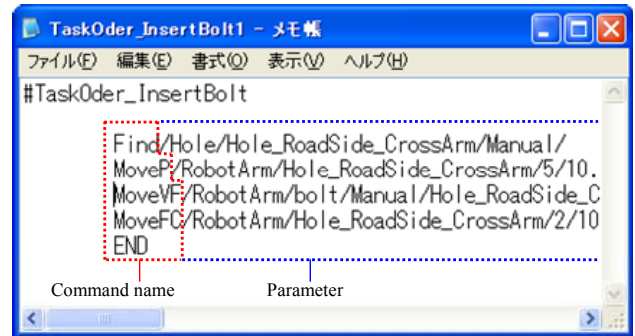 TaskOder_InsertBolt1 - メモ帳
ファイル(F) 編集(E) 書式(O) 表示(V) ヘルプ(H)
#TaskOder_InsertBolt
Find/Hole/Hole_RoadSide_CrossArm/Manual/
MoveP/RobotArm/Hole_RoadSide_CrossArm/5/10.
MoveVF/RobotArm/bolt/Manual/Hole_RoadSide_C
MoveFC/RobotArm/Hole_RoadSide_CrossArm/2/10
END
Command name Parameter